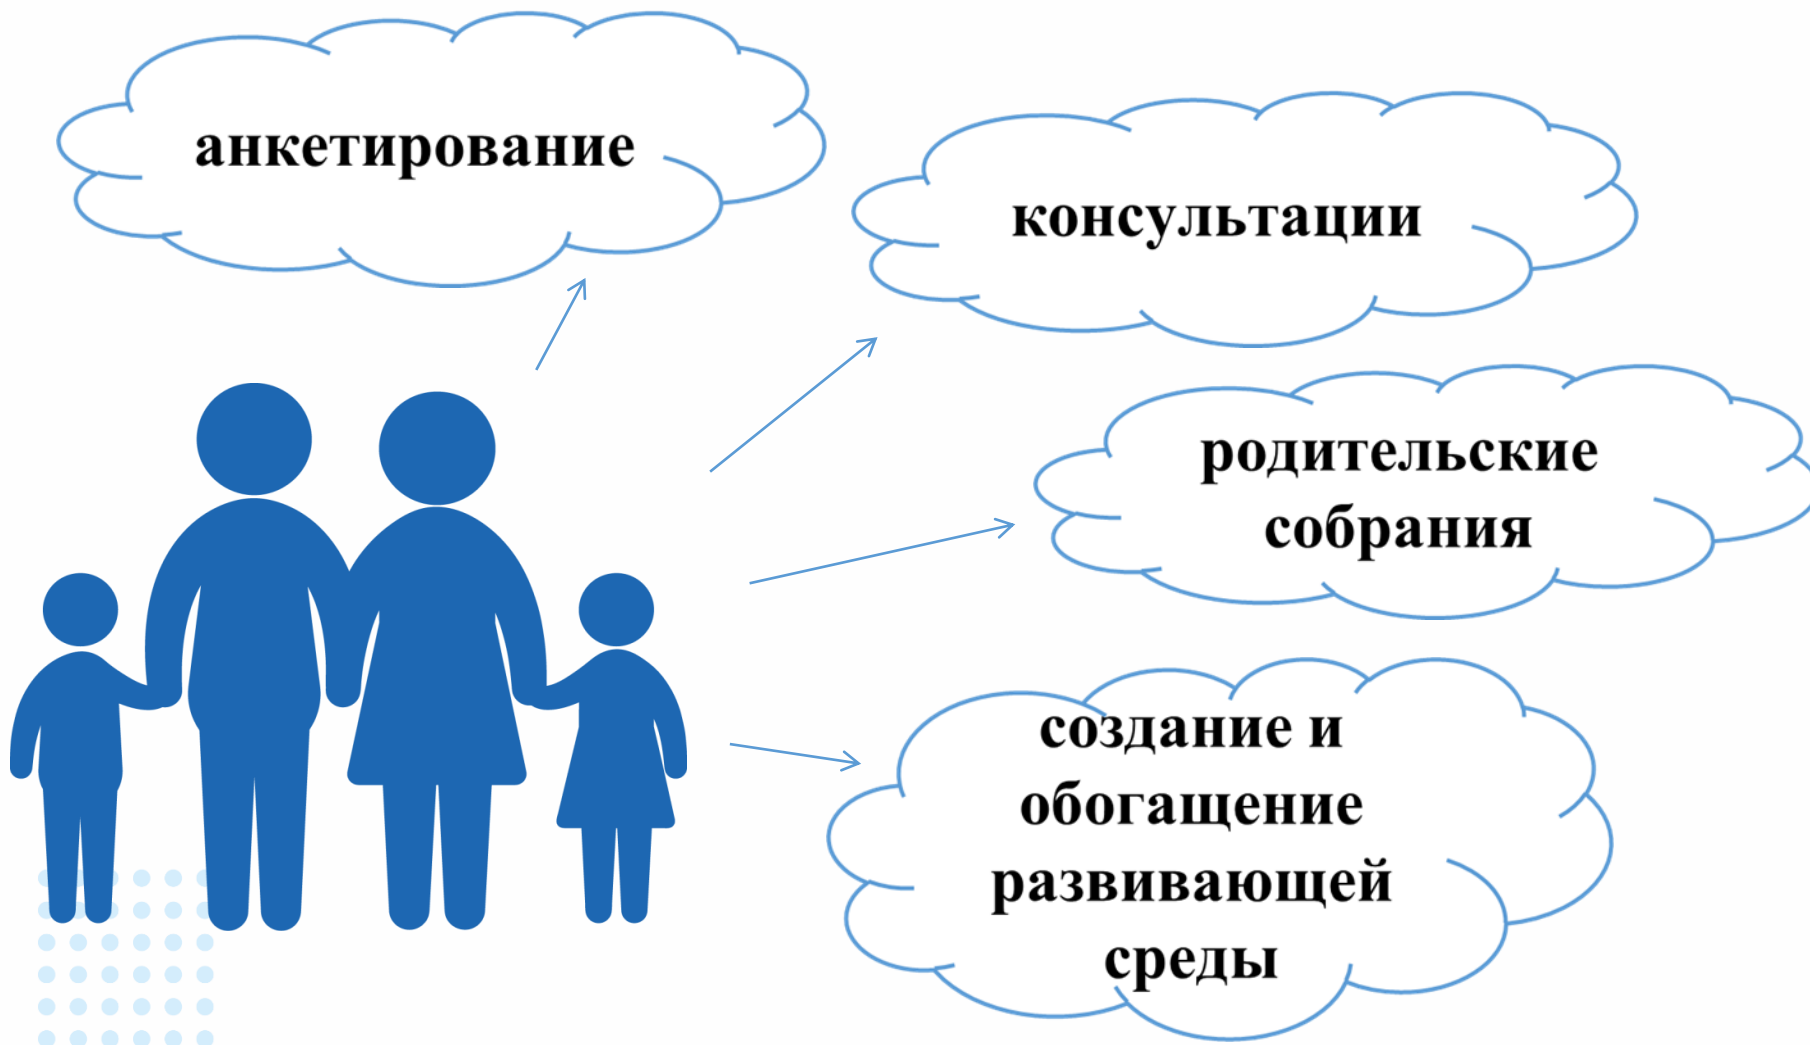 анкетирование
консультации
родительские
собрания
создание и
обогащение
развивающей
среды